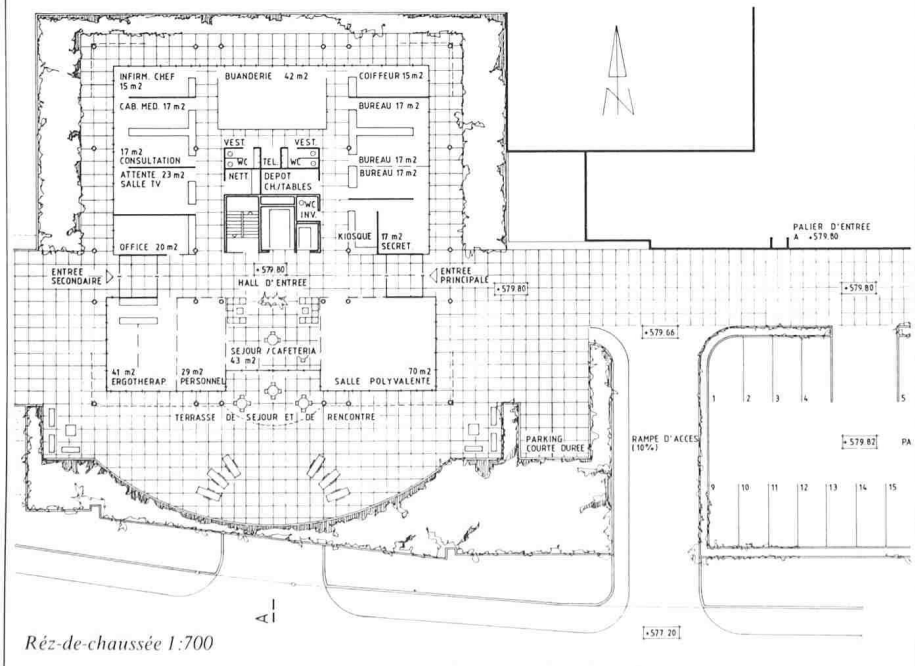 INFIRM. CHEF
15 m2
BUANDERIE 42 m2
COIFFEUR 15 m2
CAB. MED. 17 m2
BUREAU 17 m2
17 m2
CONSULTATION
VEST.
VEST.
WC
TEL.
WC
BUREAU 17 m2
ATTENTE 23 m2
SALLE TV
NETT.
DEPOT
CH./TABLES
BUREAU 17 m2
WC
INV.
OFFICE 20 m2
KIOSQUE
17 m2
SECRET
N
PALIER D'ENTREE
A +579.80
ENTREE
SECONDAIRE
+579.80
HALL D'ENTREE
ENTREE
PRINCIPALE
+579.80
+579.80
+579.66
SEJOUR / CAFETERIA
43 m2
41 m2
ERGOTHERAP
29 m2
PERSONNEL
70 m2
SALLE POLYVALENTE
TERRASSE DE SEJOUR ET DE RENCONTRE
1 2 3 4 5
PARKING
COURTE DUREE
RAMPE D'ACCES
(10%)
+579.82
PA
9 10 11 12 13 14 15
A
+577.20
Réz-de-chaussée 1:700